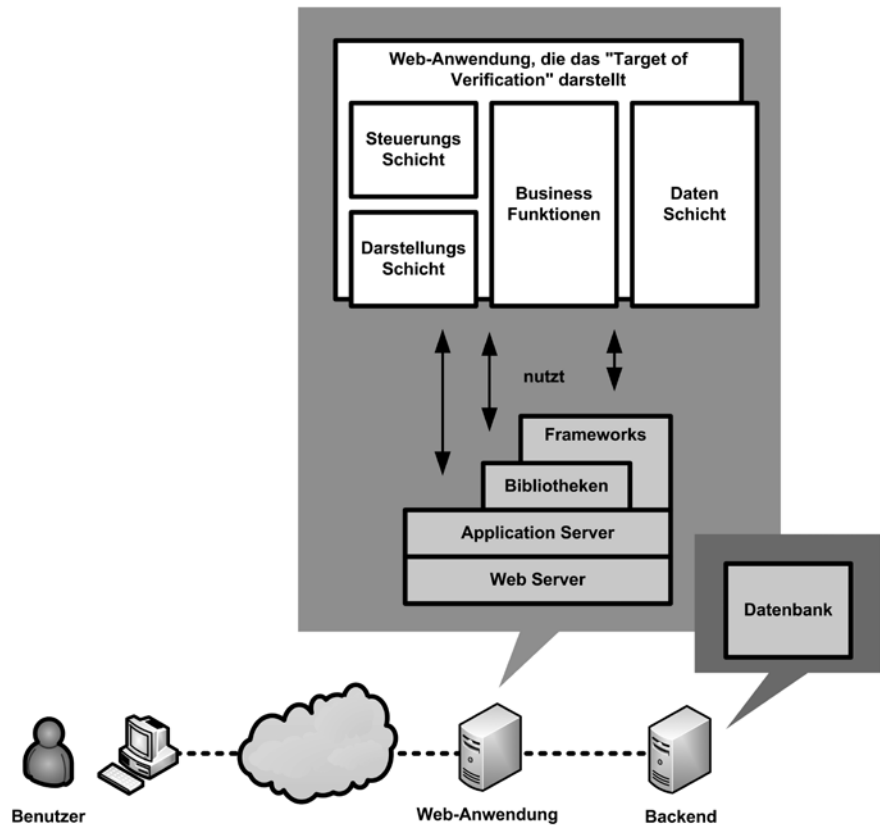 Web-Anwendung, die das "Target of
Verification" darstellt
Steuerungs
Schicht
Darstellungs
Schicht
Business
Funktionen
Daten
Schicht
nutzt
Frameworks
Bibliotheken
Application Server
Web Server
Datenbank
Benutzer
Web-Anwendung
Backend